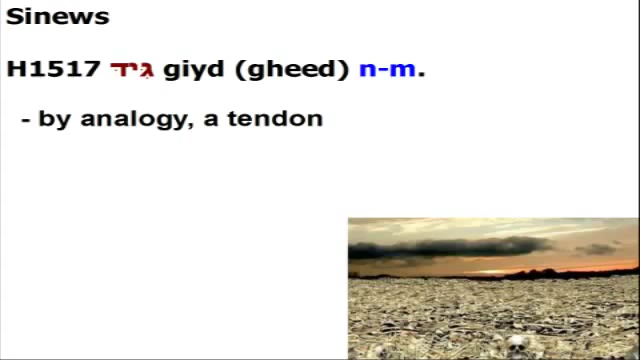 Sinews
H1517 גִּידּ giyd (gheed) n-m.
- by analogy, a tendon